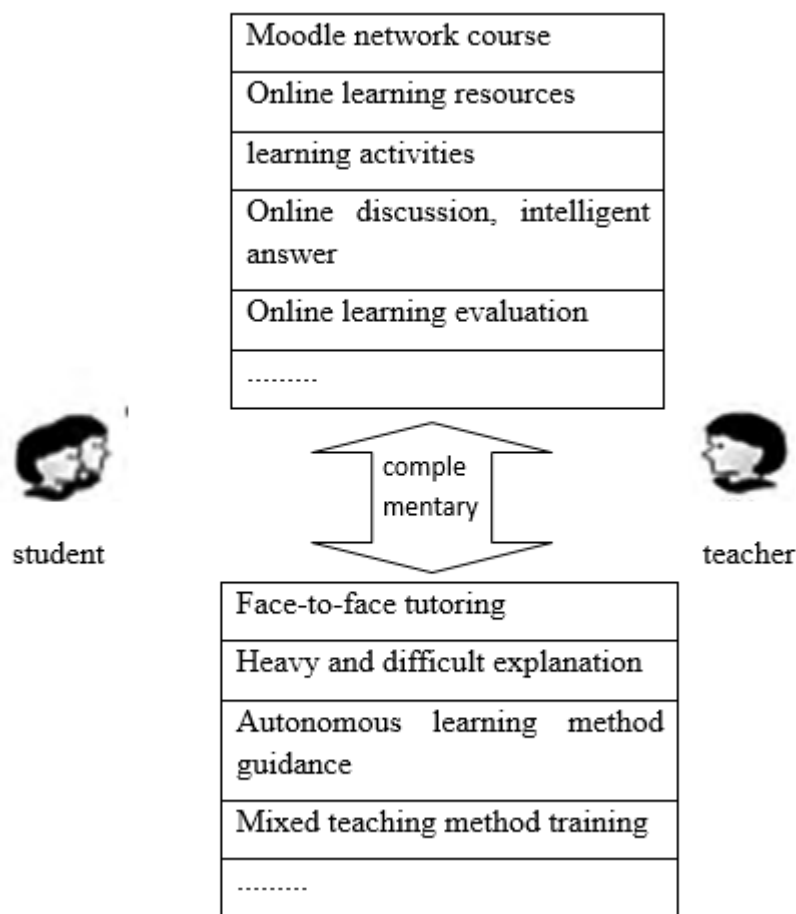 Moodle network course
Online learning resources
learning activities
Online discussion, intelligent
answer
Online learning evaluation
.........
comple
mentary
student
teacher
Face-to-face tutoring
Heavy and difficult explanation
Autonomous learning method
guidance
Mixed teaching method training
.........